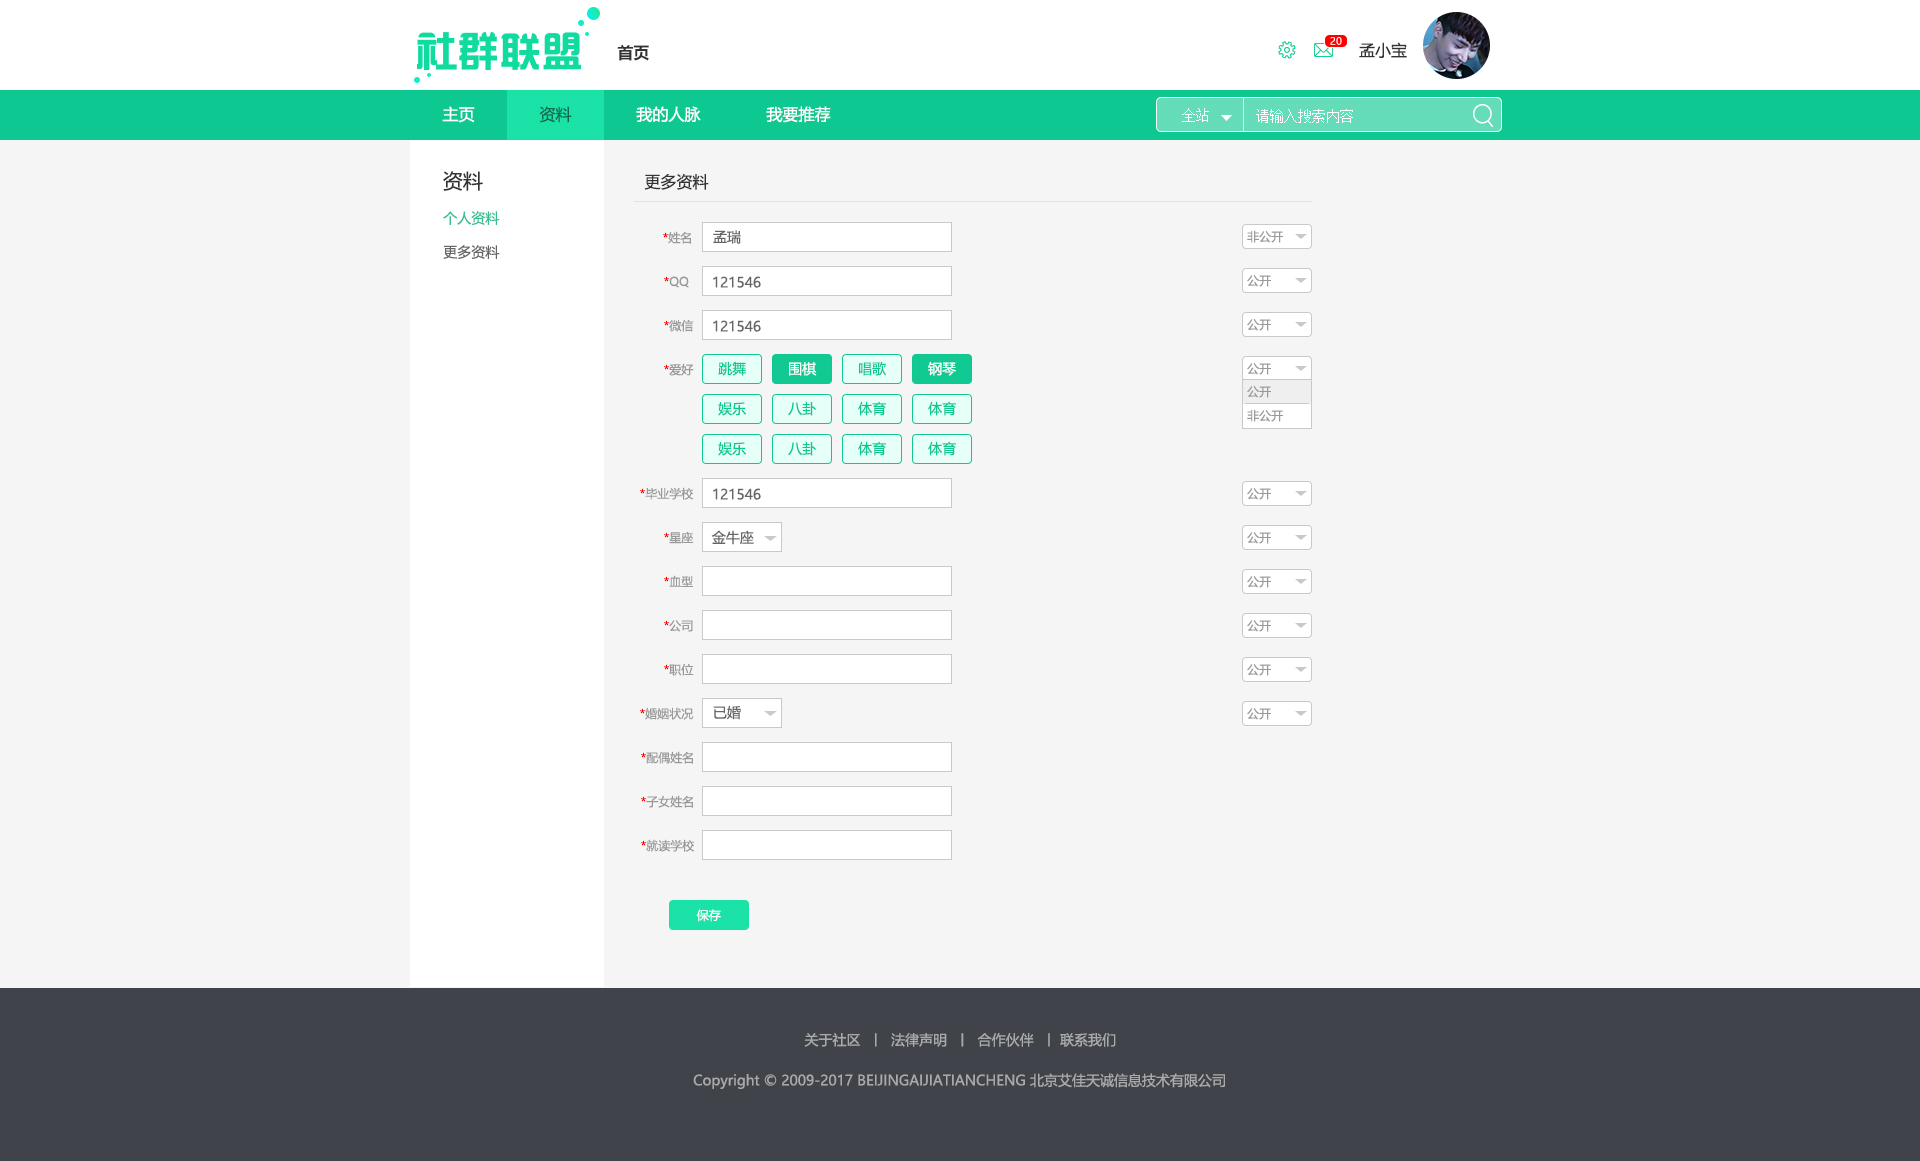 社群联盟 首页 20 孟小宝
主页 资料 我的人脉 我要推荐 全站 请输入搜索内容
资料
个人资料
更多资料
更多资料
*姓名 孟瑞 非公开
*QQ 121546 公开
*微信 121546 公开
*爱好 跳舞 围棋 唱歌 钢琴 公开
公开
娱乐 八卦 体育 体育 非公开
娱乐 八卦 体育 体育
*毕业学校 121546 公开
*星座 金牛座 公开
*血型 公开
*公司 公开
*职位 公开
*婚姻状况 已婚 公开
*配偶姓名
*子女姓名
*就读学校
保存
关于社区 | 法律声明 | 合作伙伴 | 联系我们
Copyright © 2009-2017 BEIJINGAIJIATIANCHENG 北京艾佳天诚信息技术有限公司